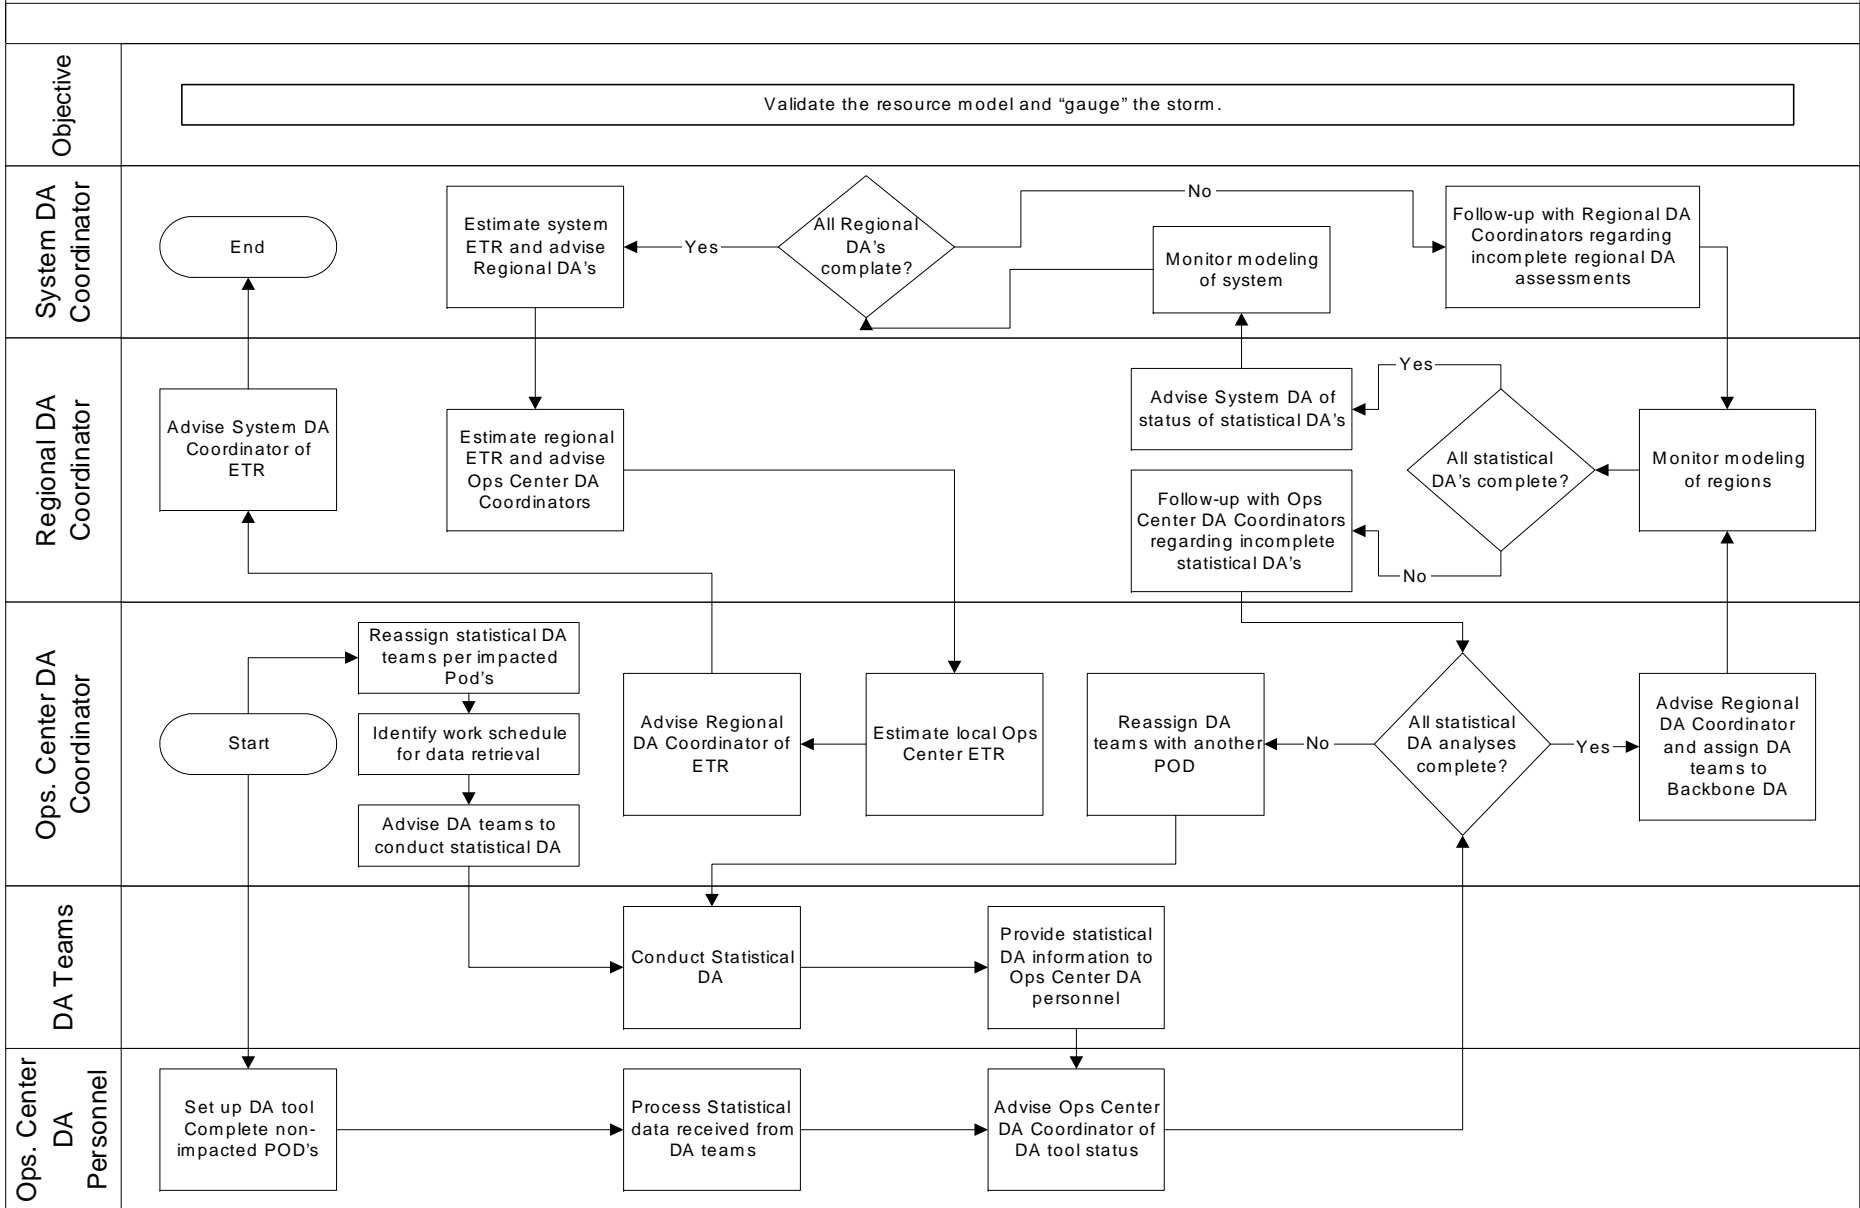 Objective
Validate the resource model and “gauge” the storm.
System DA
Coordinator
End
Estimate system
ETR and advise
Regional DA’s
Yes
All Regional
DA’s
complate?
No
Monitor modeling
of system
Follow-up with Regional DA
Coordinators regarding
incomplete regional DA
assessments
Regional DA
Coordinator
Advise System DA
Coordinator of
ETR
Estimate regional
ETR and advise
Ops Center DA
Coordinators
Advise System DA of
status of statistical DA’s
Yes
Follow-up with Ops
Center DA Coordinators
regarding incomplete
statistical DA’s
No
All statistical
DA’s complete?
Monitor modeling
of regions
Ops. Center DA
Coordinator
Start
Reassign statistical DA
teams per impacted
Pod’s
Identify work schedule
for data retrieval
Advise DA teams to
conduct statistical DA
Advise Regional
DA Coordinator of
ETR
Estimate local Ops
Center ETR
Reassign DA
teams with another
POD
No
All statistical
DA analyses
complete?
Yes
Advise Regional
DA Coordinator
and assign DA
teams to
Backbone DA
DA Teams
Conduct Statistical
DA
Provide statistical
DA information to
Ops Center DA
personnel
Ops. Center
DA
Personnel
Set up DA tool
Complete non-
impacted POD’s
Process Statistical
data received from
DA teams
Advise Ops Center
DA Coordinator of
DA tool status